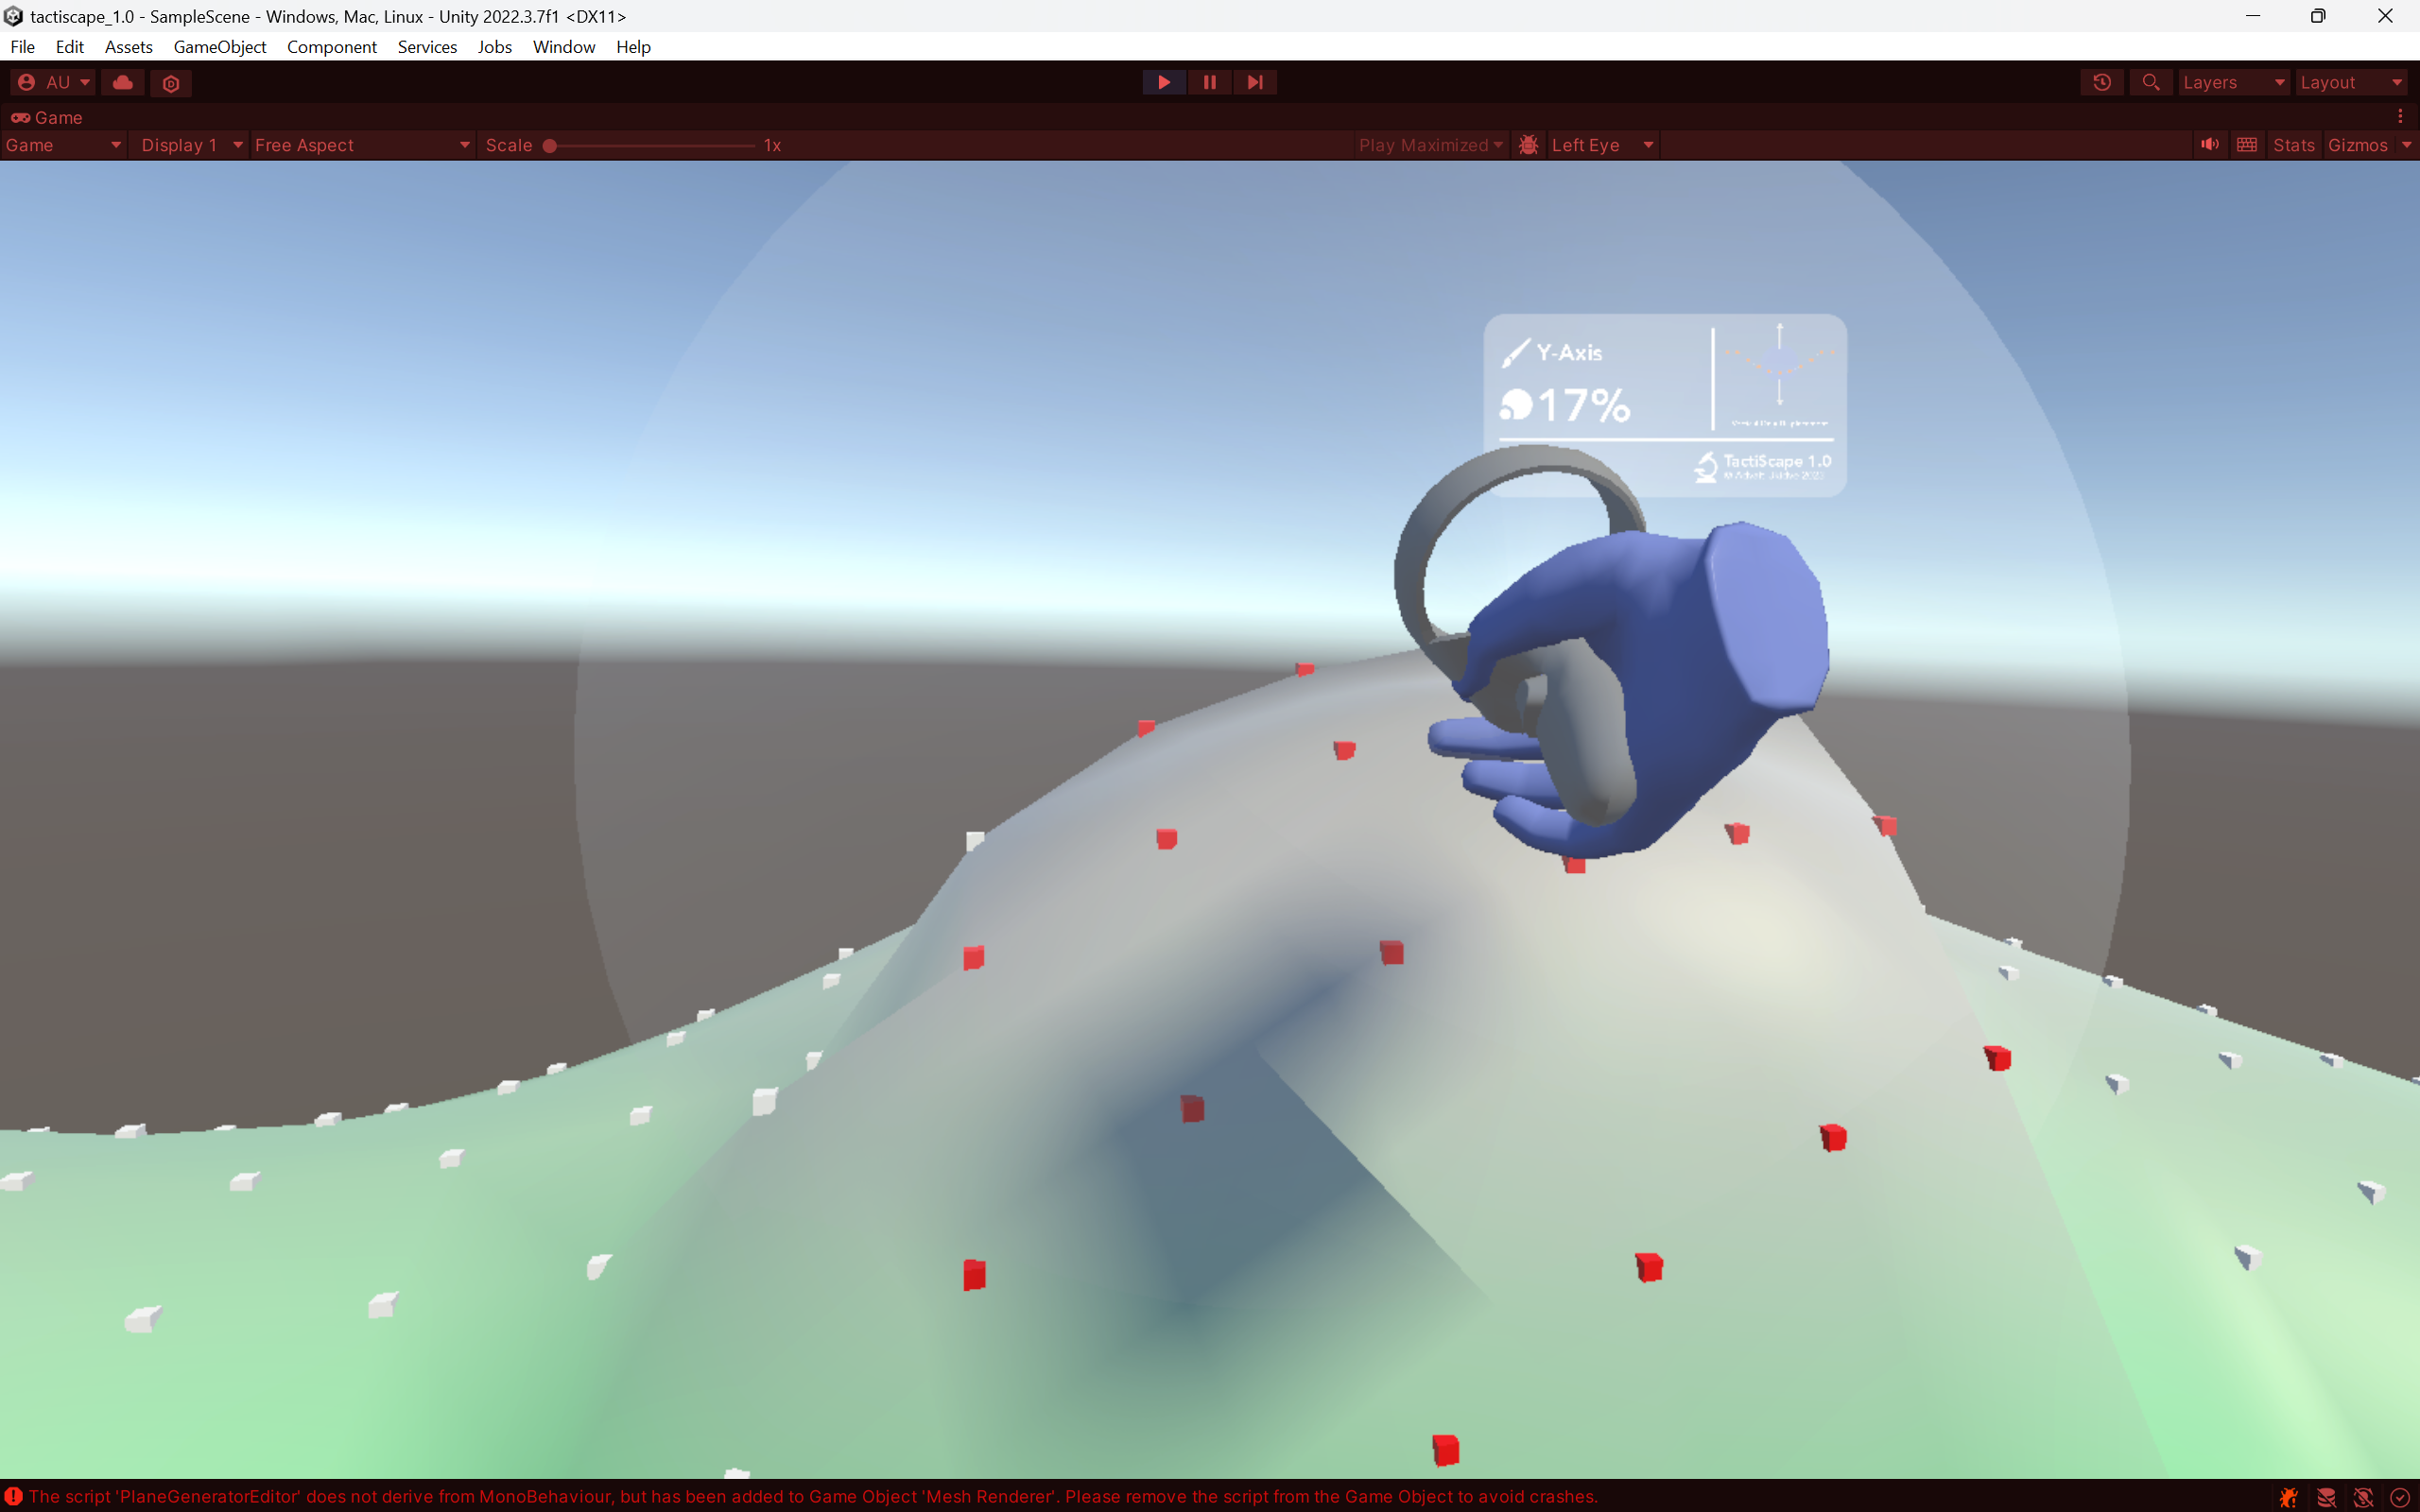 tactiscape_1.0 - SampleScene - Windows, Mac, Linux - Unity 2022.3.7f1 <DX11>
File Edit Assets GameObject Component Services Jobs Window Help
AU
Layers Layout
Game
Game Display 1 Free Aspect Scale 1x Play Maximized Left Eye Stats Gizmos
Y-Axis
17%
TactiScape 1.0
The script 'PlaneGeneratorEditor' does not derive from MonoBehaviour, but has been added to Game Object 'Mesh Renderer'. Please remove the script from the Game Object to avoid crashes.